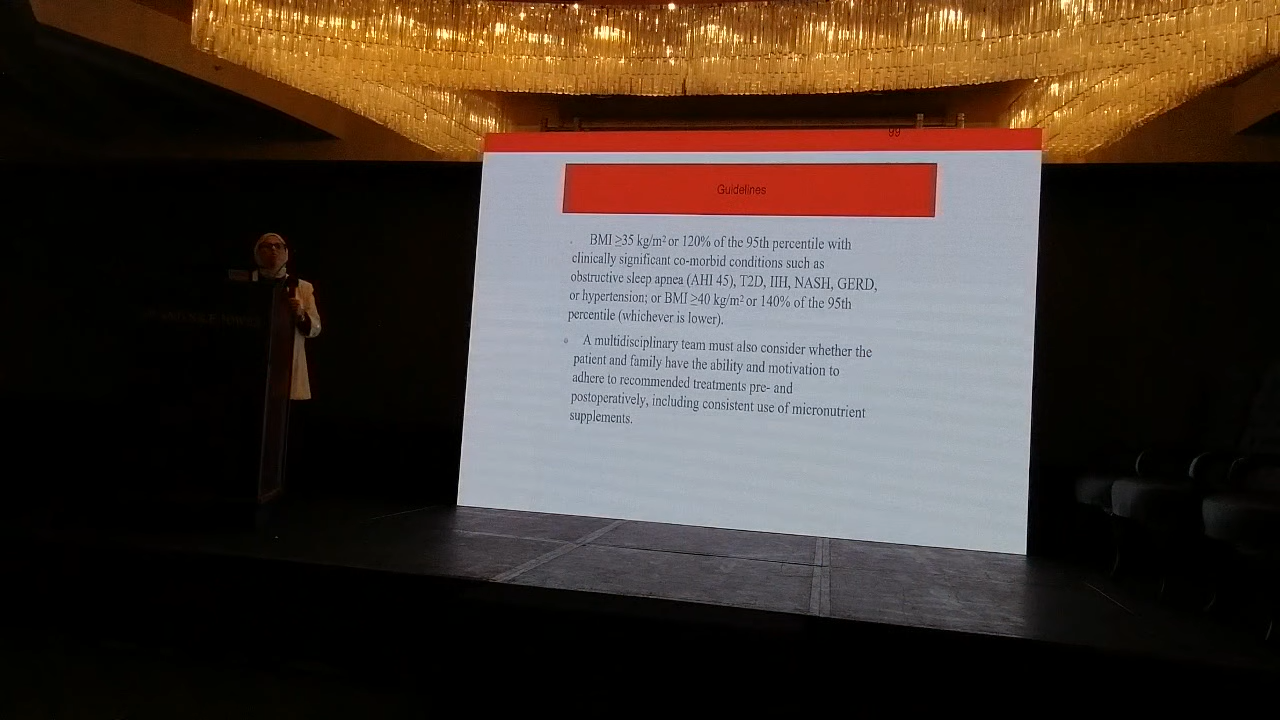 99
Guidelines
BMI ≥35 kg/m² or 120% of the 95th percentile with
clinically significant co-morbid conditions such as
obstructive sleep apnea (AHI 45), T2D, IIH, NASH, GERD,
or hypertension; or BMI ≥40 kg/m² or 140% of the 95th
percentile (whichever is lower).
A multidisciplinary team must also consider whether the
patient and family have the ability and motivation to
adhere to recommended treatments pre- and
postoperatively, including consistent use of micronutrient
supplements.